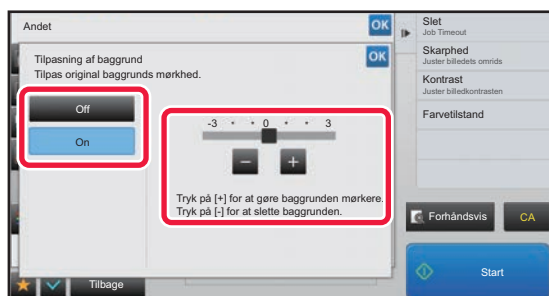 Andet
OK
Tilpasning af baggrund
Tilpas original baggrunds mørkhed.
OK
Off
On
-3 0 3
− +
Tryk på [+] for at gøre baggrunden mørkere.
Tryk på [-] for at slette baggrunden.
Tilbage
Slet
Job Timeout
Skarphed
Juster billedets omrids
Kontrast
Juster billedkontrasten
Farvetilstand
Forhåndsvis
CA
Start